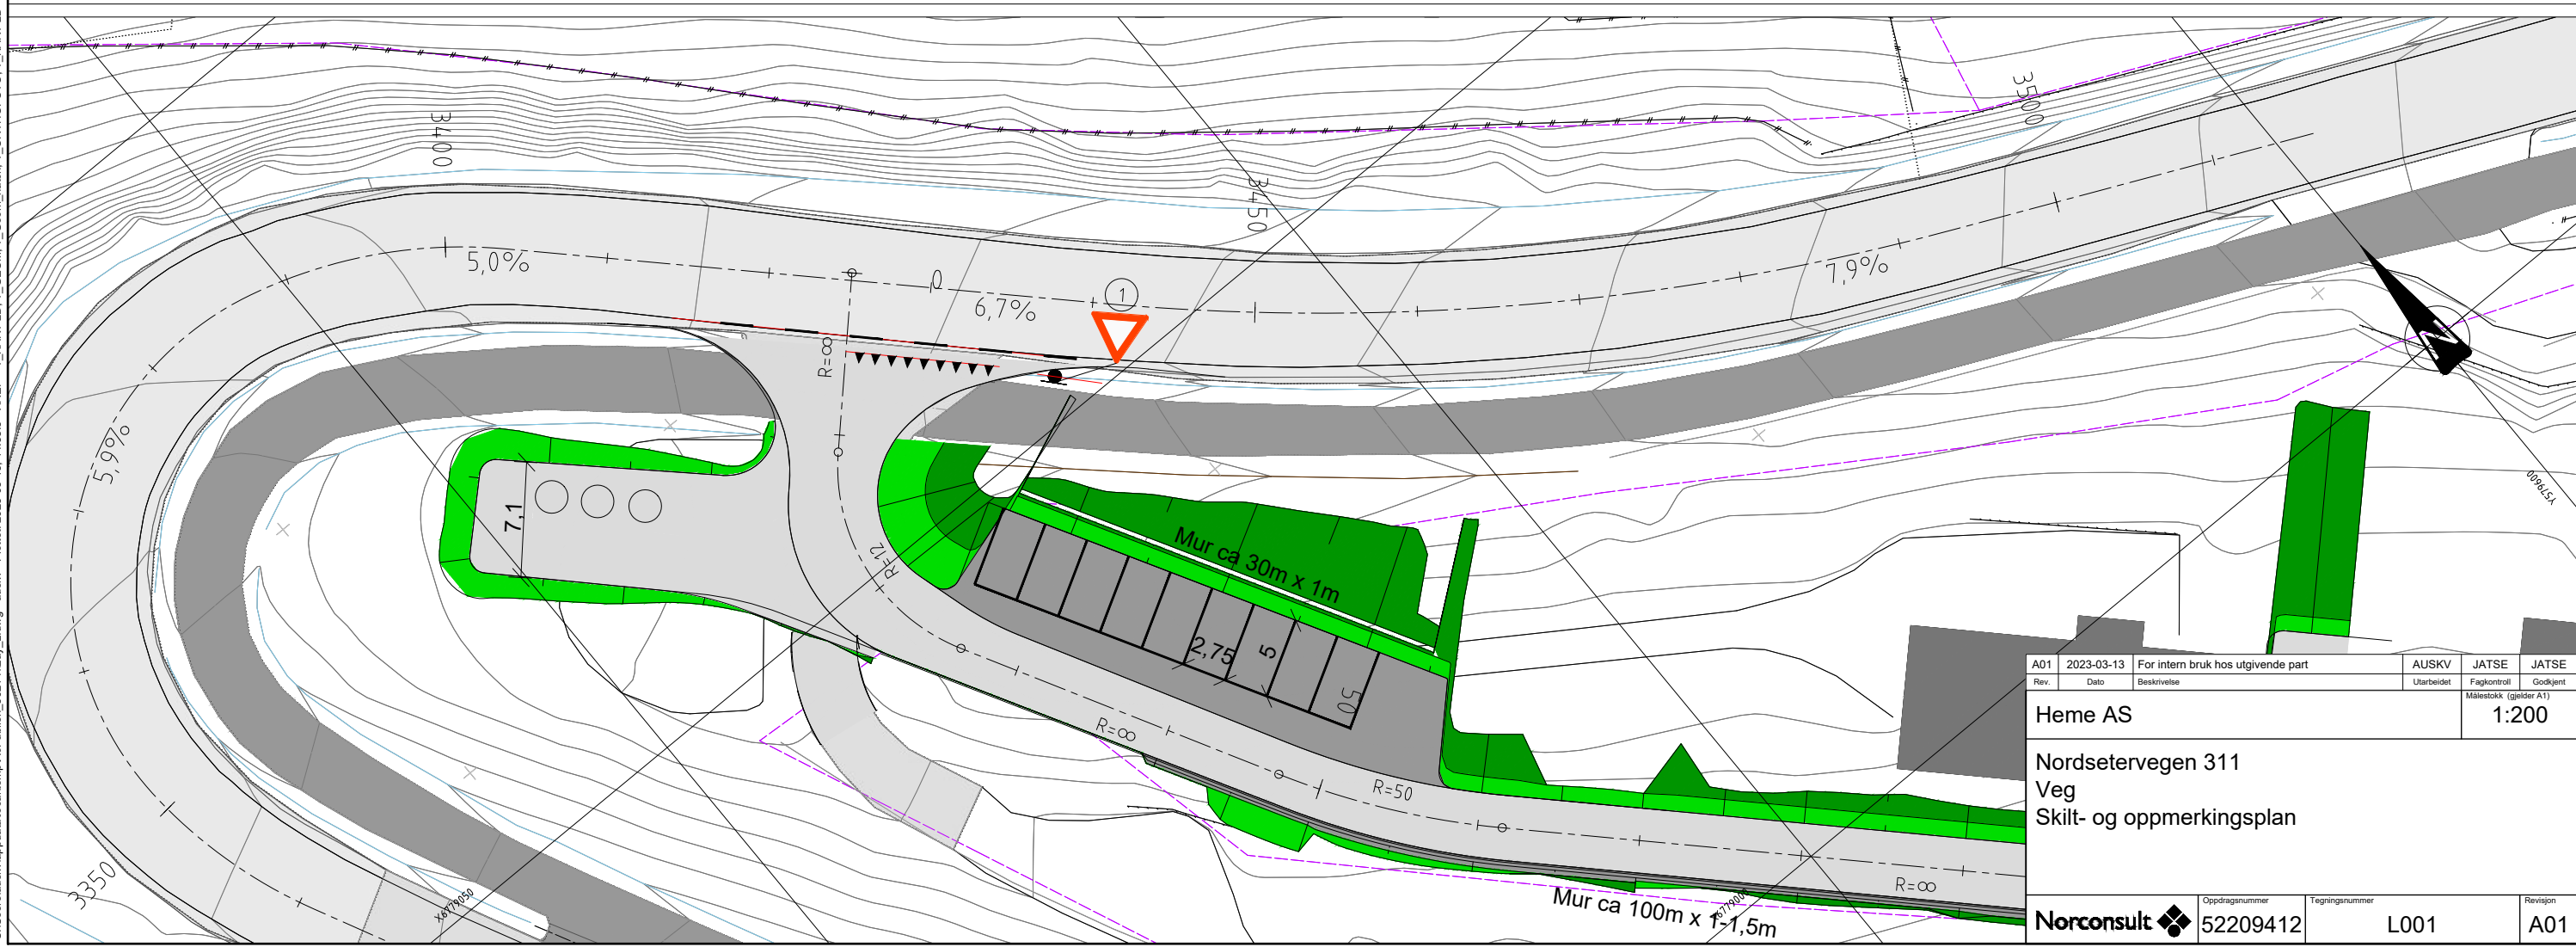 3400
3450
3500
5,0%
0
6,7%
1
7,9%
R=∞
5,9%
7,1
R=12
Mur ca 30m x 1m
2,75
5
50
R=∞
R=50
R=∞
Mur ca 100m x 1-1,5m
3350
X6779050
Y579600
A01 2023-03-13 For intern bruk hos utgivende part AUSKV JATSE JATSE
Rev. Dato Beskrivelse Utarbeidet Fagkontroll Godkjent
Heme AS
Målestokk (gjelder A1)
1:200
Nordsetervegen 311
Veg
Skilt- og oppmerkingsplan
Norconsult
Oppdragsnummer
52209412
Tegningsnummer
L001
Revisjon
A01